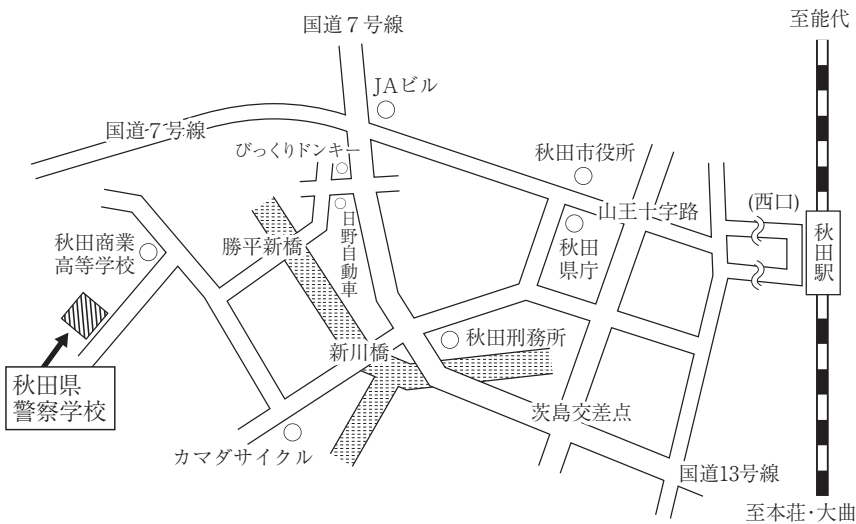 国道７号線
至能代
JAビル
国道７号線
びっくりドンキー
秋田市役所
(西口)
山王十字路
日野自動車
秋田商業
高等学校
勝平新橋
秋田
県庁
秋田駅
新川橋
秋田刑務所
秋田県
警察学校
茨島交差点
カマダサイクル
国道13号線
至本荘・大曲